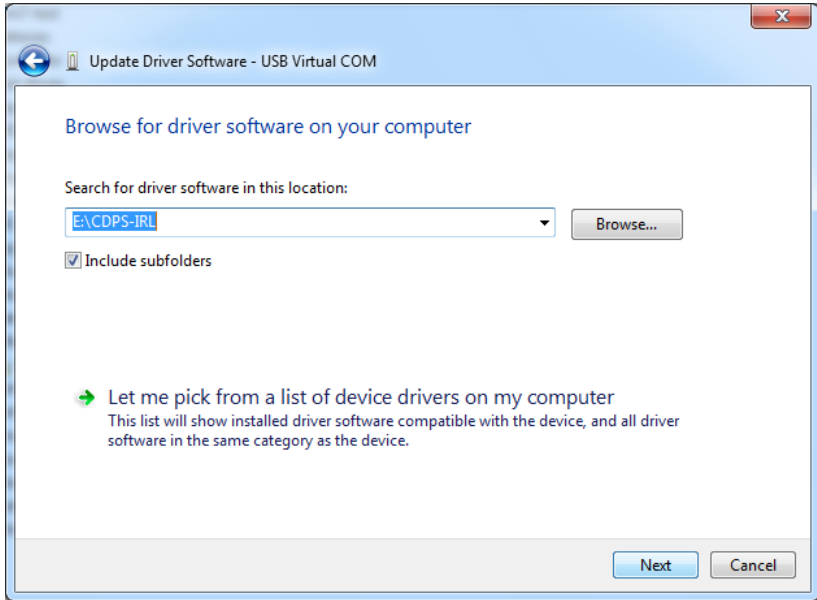 Update Driver Software - USB Virtual COM
Browse for driver software on your computer
Search for driver software in this location:
E:\CDPS-IRL
Browse...
Include subfolders
Let me pick from a list of device drivers on my computer
This list will show installed driver software compatible with the device, and all driver
software in the same category as the device.
Next
Cancel